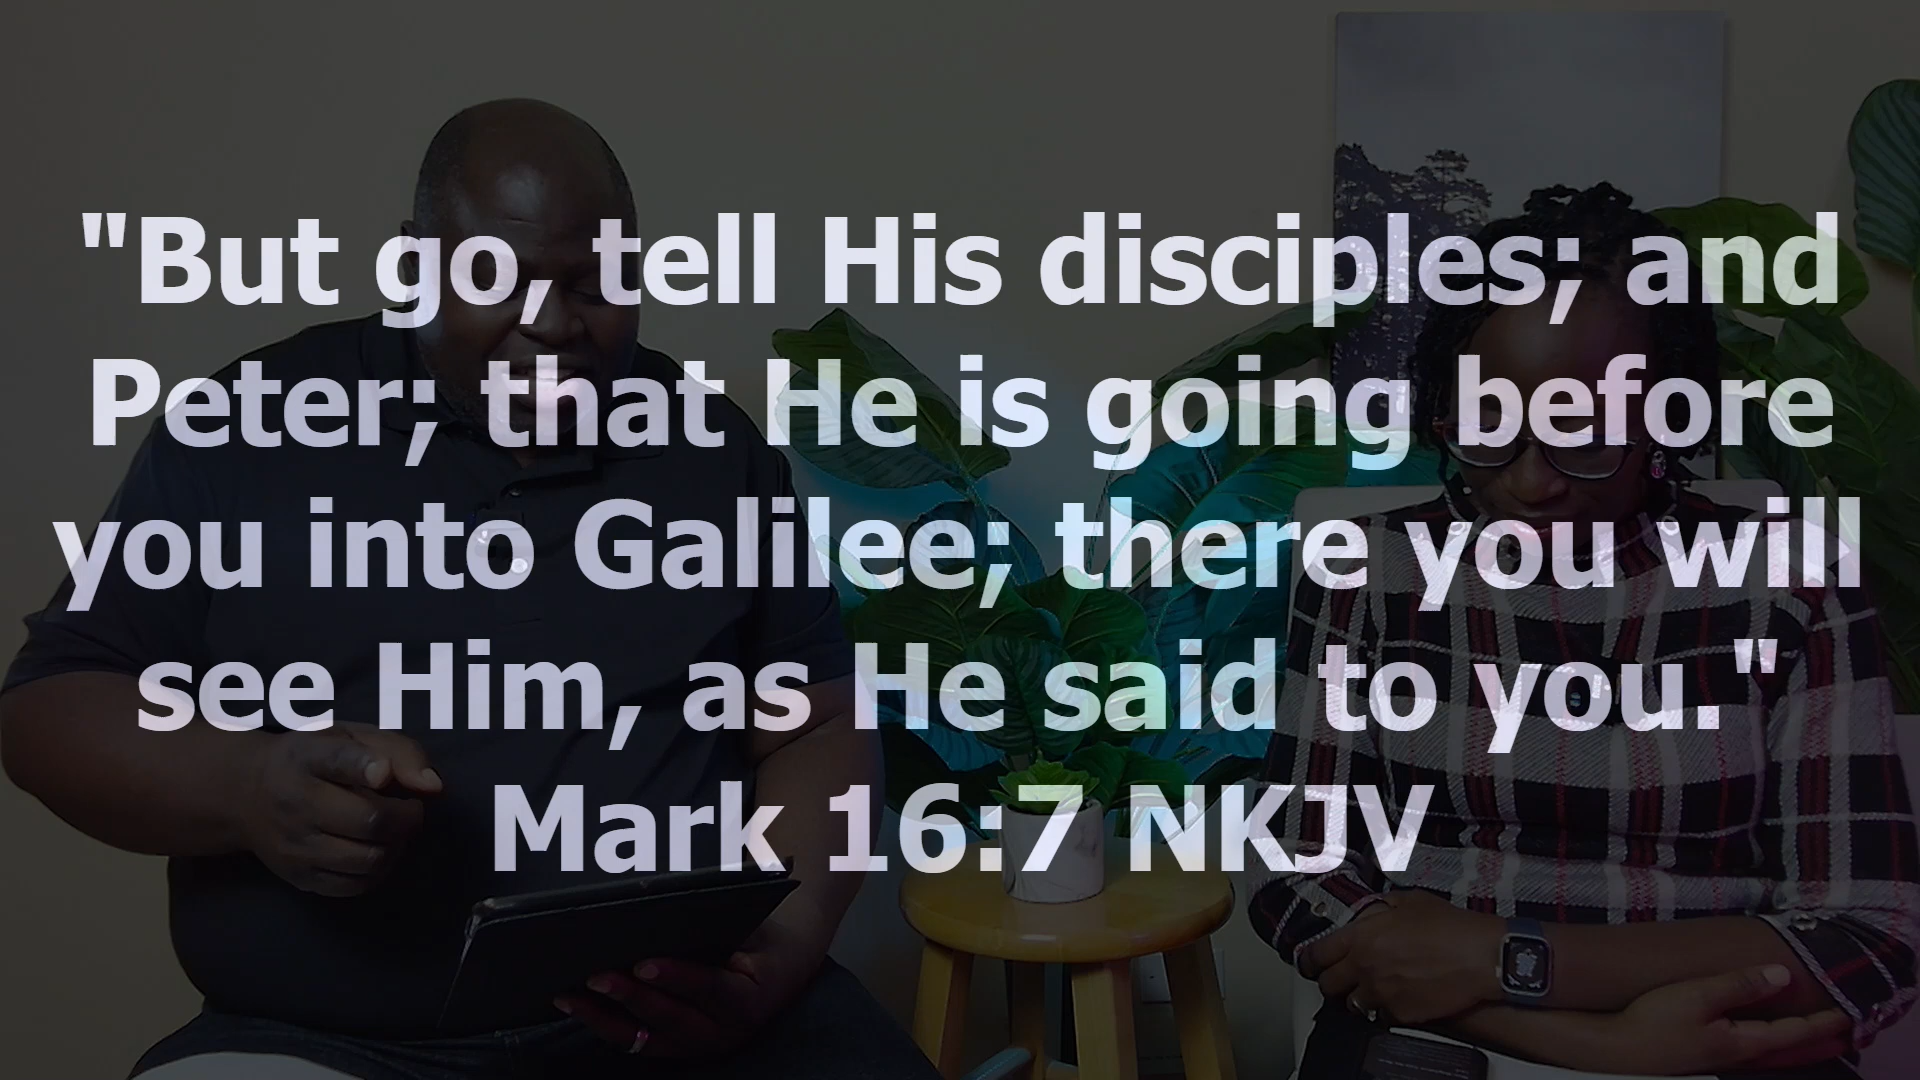 "But go, tell His disciples; and
Peter; that He is going before
you into Galilee; there you will
see Him, as He said to you."
Mark 16:7 NKJV